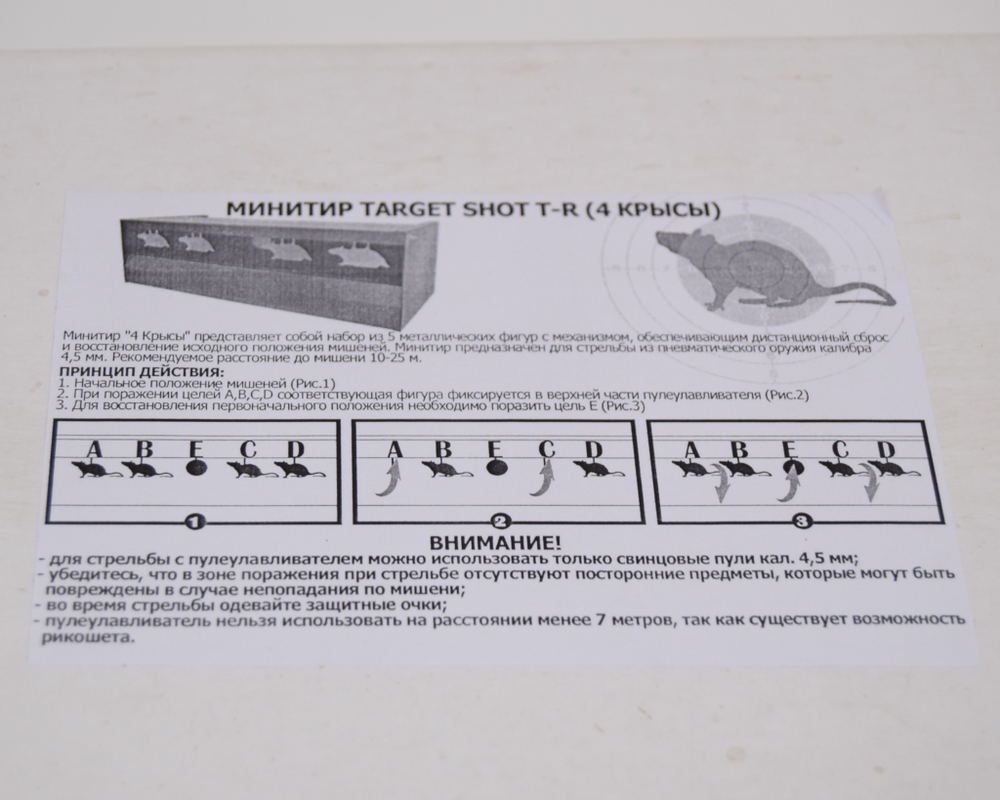 МИНИТИР TARGET SHOT T-R (4 КРЫСЫ)
Минитир "4 Крысы" представляет собой набор из 5 металлических фигур с механизмом, обеспечивающим дистанционный сброс
и восстановление исходного положения мишеней. Минитир предназначен для стрельбы из пневматического оружия калибра
4,5 мм. Рекомендуемое расстояние до мишени 10-25 м.
ПРИНЦИП ДЕЙСТВИЯ:
1. Начальное положение мишеней (Рис.1)
2. При поражении целей A,B,C,D соответствующая фигура фиксируется в верхней части пулеулавливателя (Рис.2)
3. Для восстановления первоначального положения необходимо поразить цель E (Рис.3)
A B E C D
1
A B E C D
2
A B E C D
3
ВНИМАНИЕ!
- для стрельбы с пулеулавливателем можно использовать только свинцовые пули кал. 4,5 мм;
- убедитесь, что в зоне поражения при стрельбе отсутствуют посторонние предметы, которые могут быть
повреждены в случае непопадания по мишени;
- во время стрельбы одевайте защитные очки;
- пулеулавливатель нельзя использовать на расстоянии менее 7 метров, так как существует возможность
рикошета.